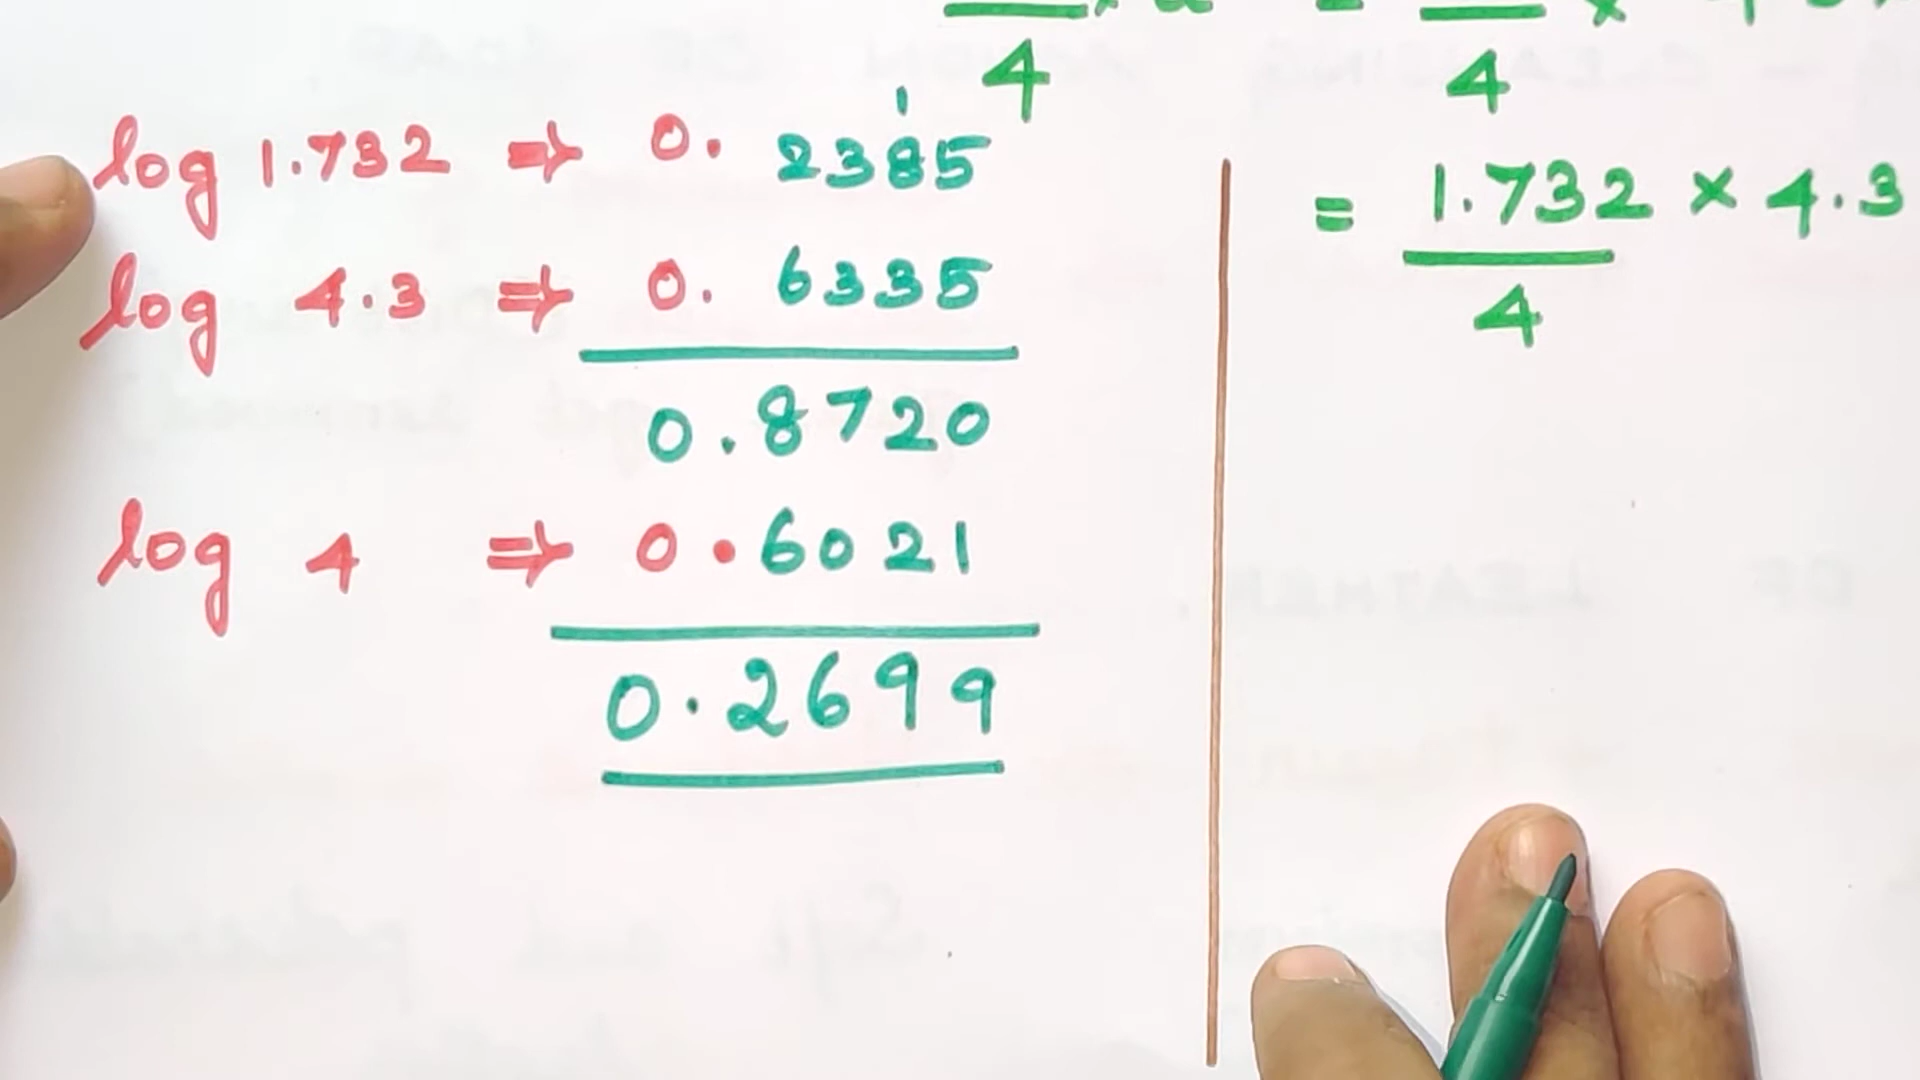 4
4
1
log 1.732 ⇒ 0. 2385
log 4.3 ⇒ 0. 6335
0.8720
log 4 ⇒ 0.6021
0.2699
= 1.732 × 4.3
4